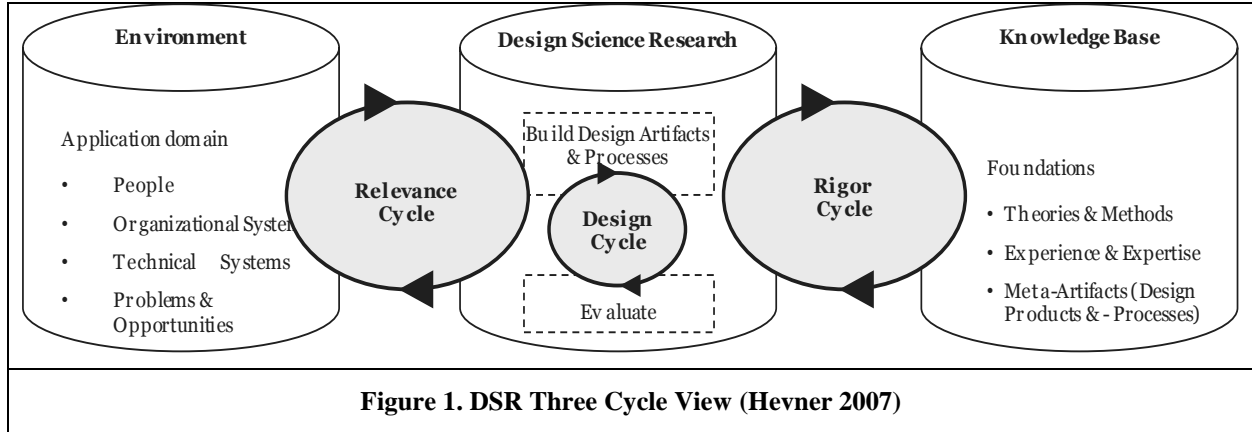 Environment
Design Science Research
Knowledge Base
Application domain
• People
• Organizational System
• Technical Systems
• Problems &
Opportunities
Relevance
Cycle
Build Design Artifacts
& Processes
Design
Cycle
Evaluate
Rigor
Cycle
Foundations
• Theories & Methods
• Experience & Expertise
• Meta-Artifacts (Design
Products & - Processes)
Figure 1. DSR Three Cycle View (Hevner 2007)